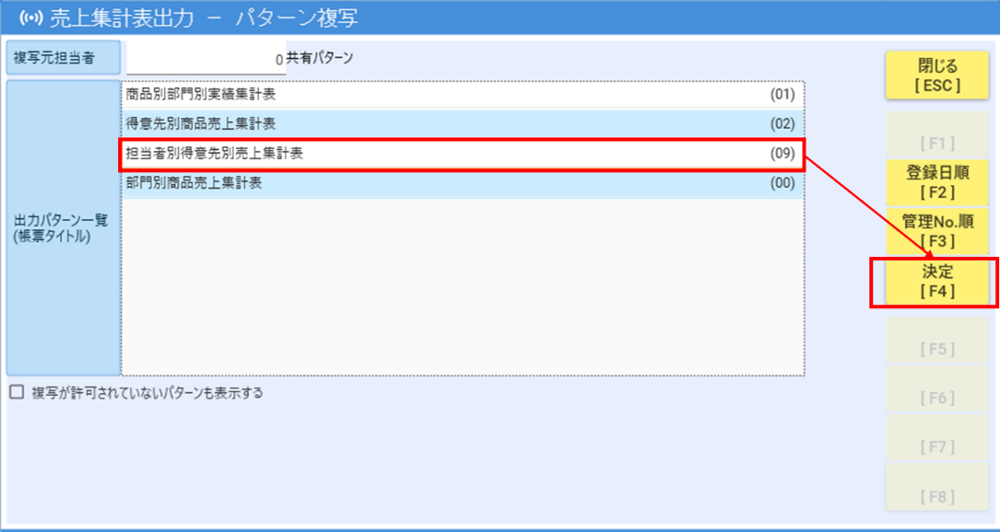 売上集計表出力 － パターン複写
複写元担当者
0 共有パターン
商品別部門別実績集計表 (01)
得意先別商品売上集計表 (02)
担当者別得意先別売上集計表 (09)
部門別商品売上集計表 (00)
出力パターン一覧
(帳票タイトル)
複写が許可されていないパターンも表示する
閉じる
[ ESC ]
[ F1 ]
登録日順
[ F2 ]
管理No.順
[ F3 ]
決定
[ F4 ]
[ F5 ]
[ F6 ]
[ F7 ]
[ F8 ]